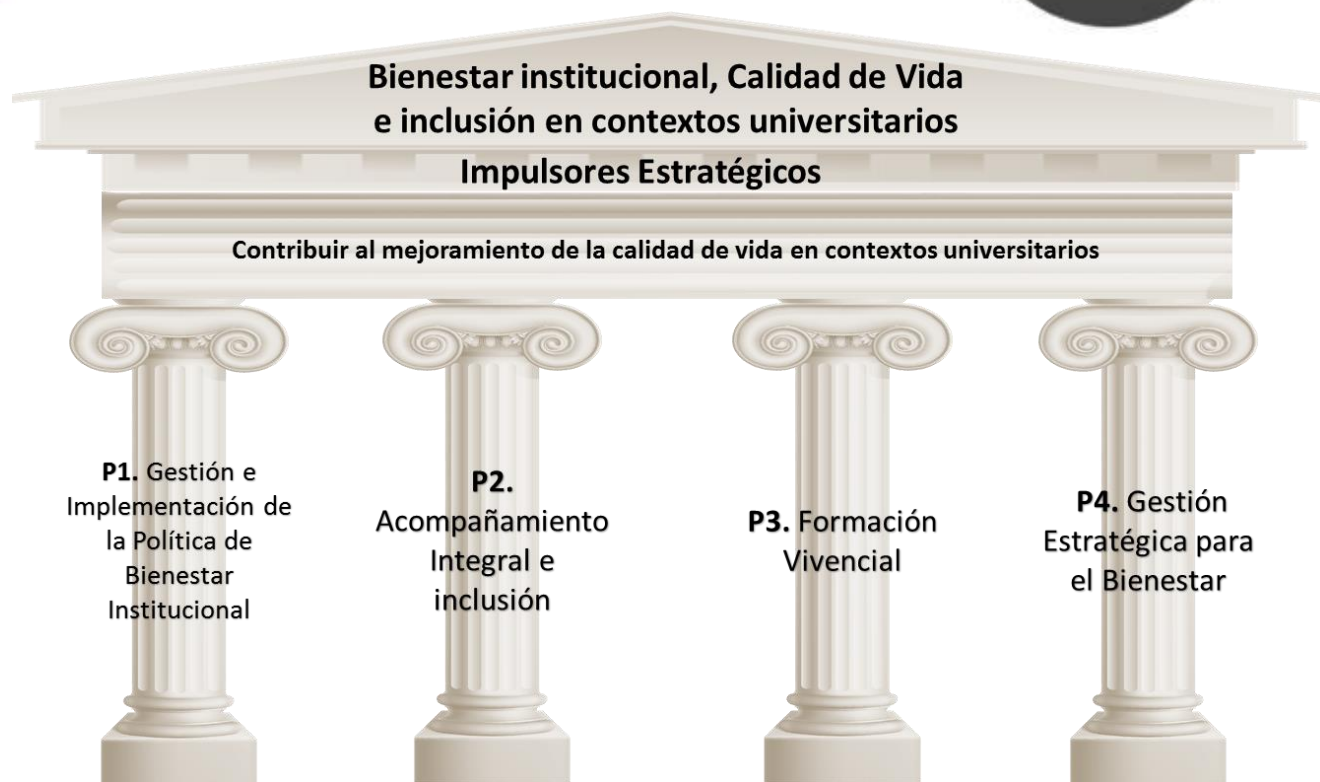 Bienestar institucional, Calidad de Vida
e inclusión en contextos universitarios
Impulsores Estratégicos
Contribuir al mejoramiento de la calidad de vida en contextos universitarios
P1. Gestión e
Implementación de
la Política de
Bienestar
Institucional
P2.
Acompañamiento
Integral e
inclusión
P3. Formación
Vivencial
P4. Gestión
Estratégica para
el Bienestar